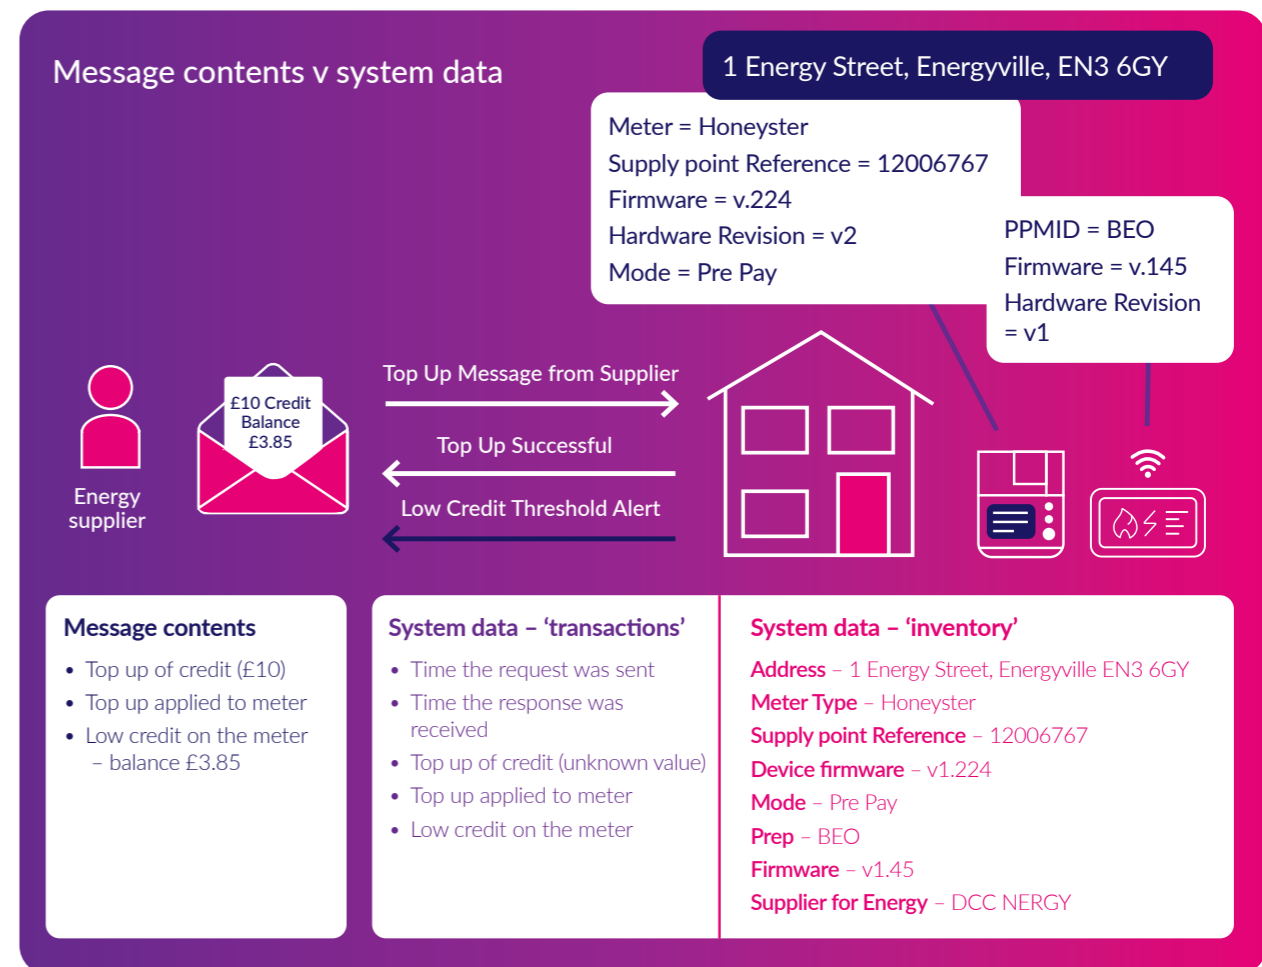 Message contents v system data
1 Energy Street, Energyville, EN3 6GY
Meter = Honeyster
Supply point Reference = 12006767
Firmware = v.224
Hardware Revision = v2
Mode = Pre Pay
PPMID = BEO
Firmware = v.145
Hardware Revision
= v1
Energy
supplier
£10 Credit
Balance
£3.85
Top Up Message from Supplier
Top Up Successful
Low Credit Threshold Alert
Message contents
• Top up of credit (£10)
• Top up applied to meter
• Low credit on the meter
– balance £3.85
System data – ‘transactions’
• Time the request was sent
• Time the response was
received
• Top up of credit (unknown value)
• Top up applied to meter
• Low credit on the meter
System data – ‘inventory’
Address – 1 Energy Street, Energyville EN3 6GY
Meter Type – Honeyster
Supply point Reference – 12006767
Device firmware – v1.224
Mode – Pre Pay
Prep – BEO
Firmware – v1.45
Supplier for Energy – DCC NERGY